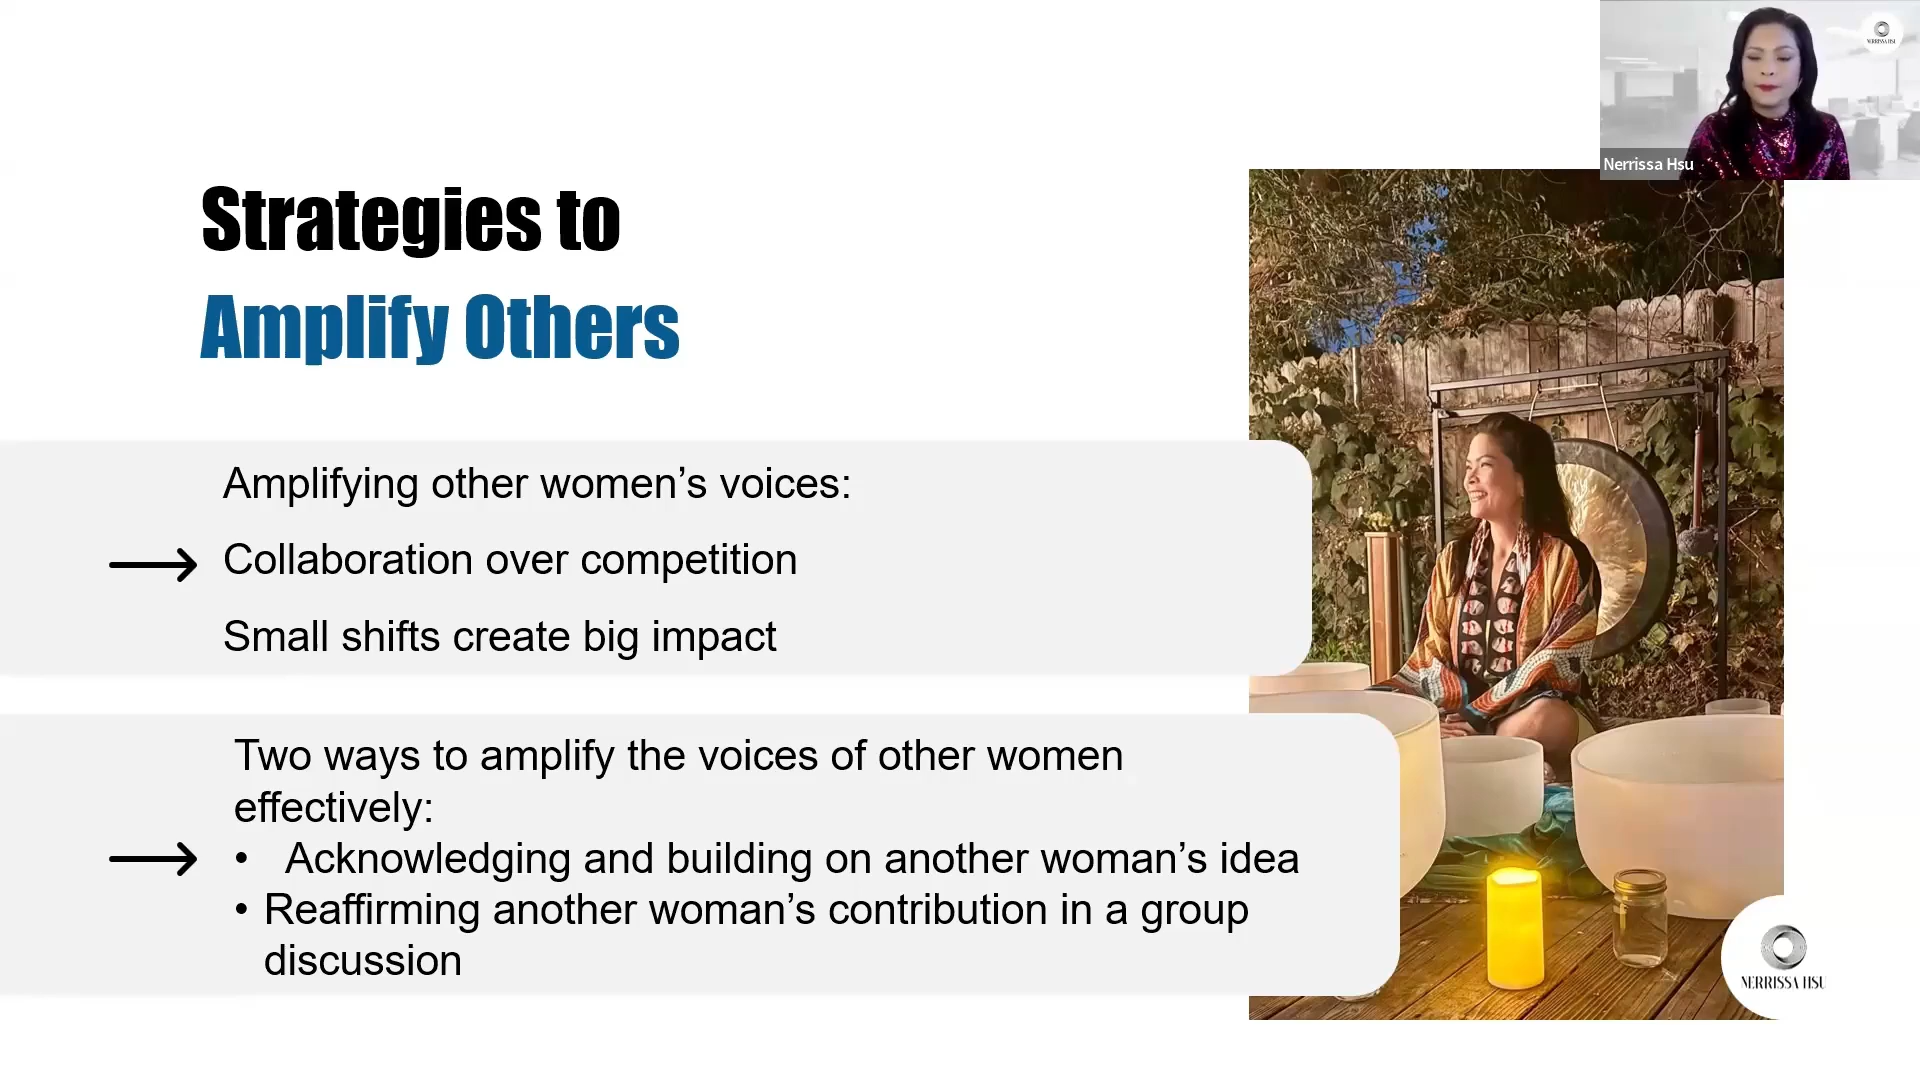 NERRISSA HSU
Nerrissa Hsu
Strategies to
Amplify Others
Amplifying other women’s voices:
Collaboration over competition
Small shifts create big impact
Two ways to amplify the voices of other women
effectively:
• Acknowledging and building on another woman’s idea
• Reaffirming another woman’s contribution in a group
discussion
NERRISSA HSU